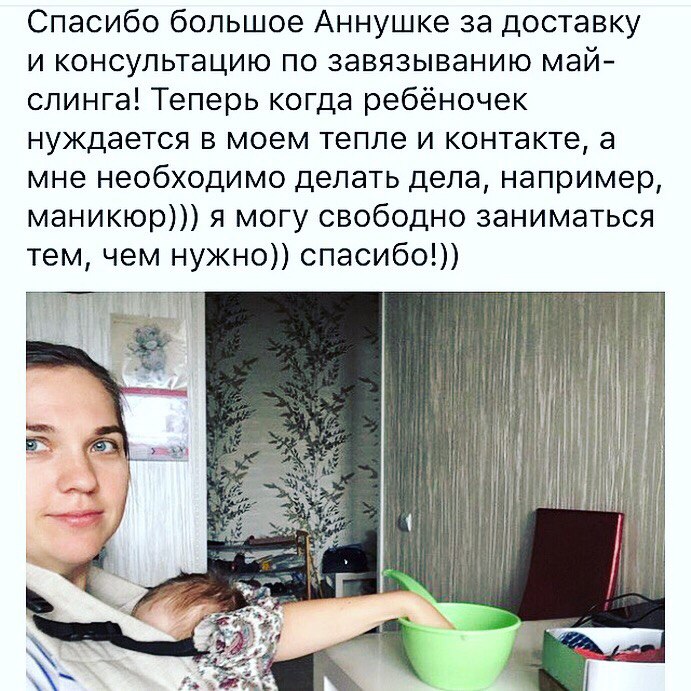 Спасибо большое Аннушке за доставку
и консультацию по завязыванию май-
слинга! Теперь когда ребёночек
нуждается в моем тепле и контакте, а
мне необходимо делать дела, например,
маникюр))) я могу свободно заниматься
тем, чем нужно)) спасибо!))